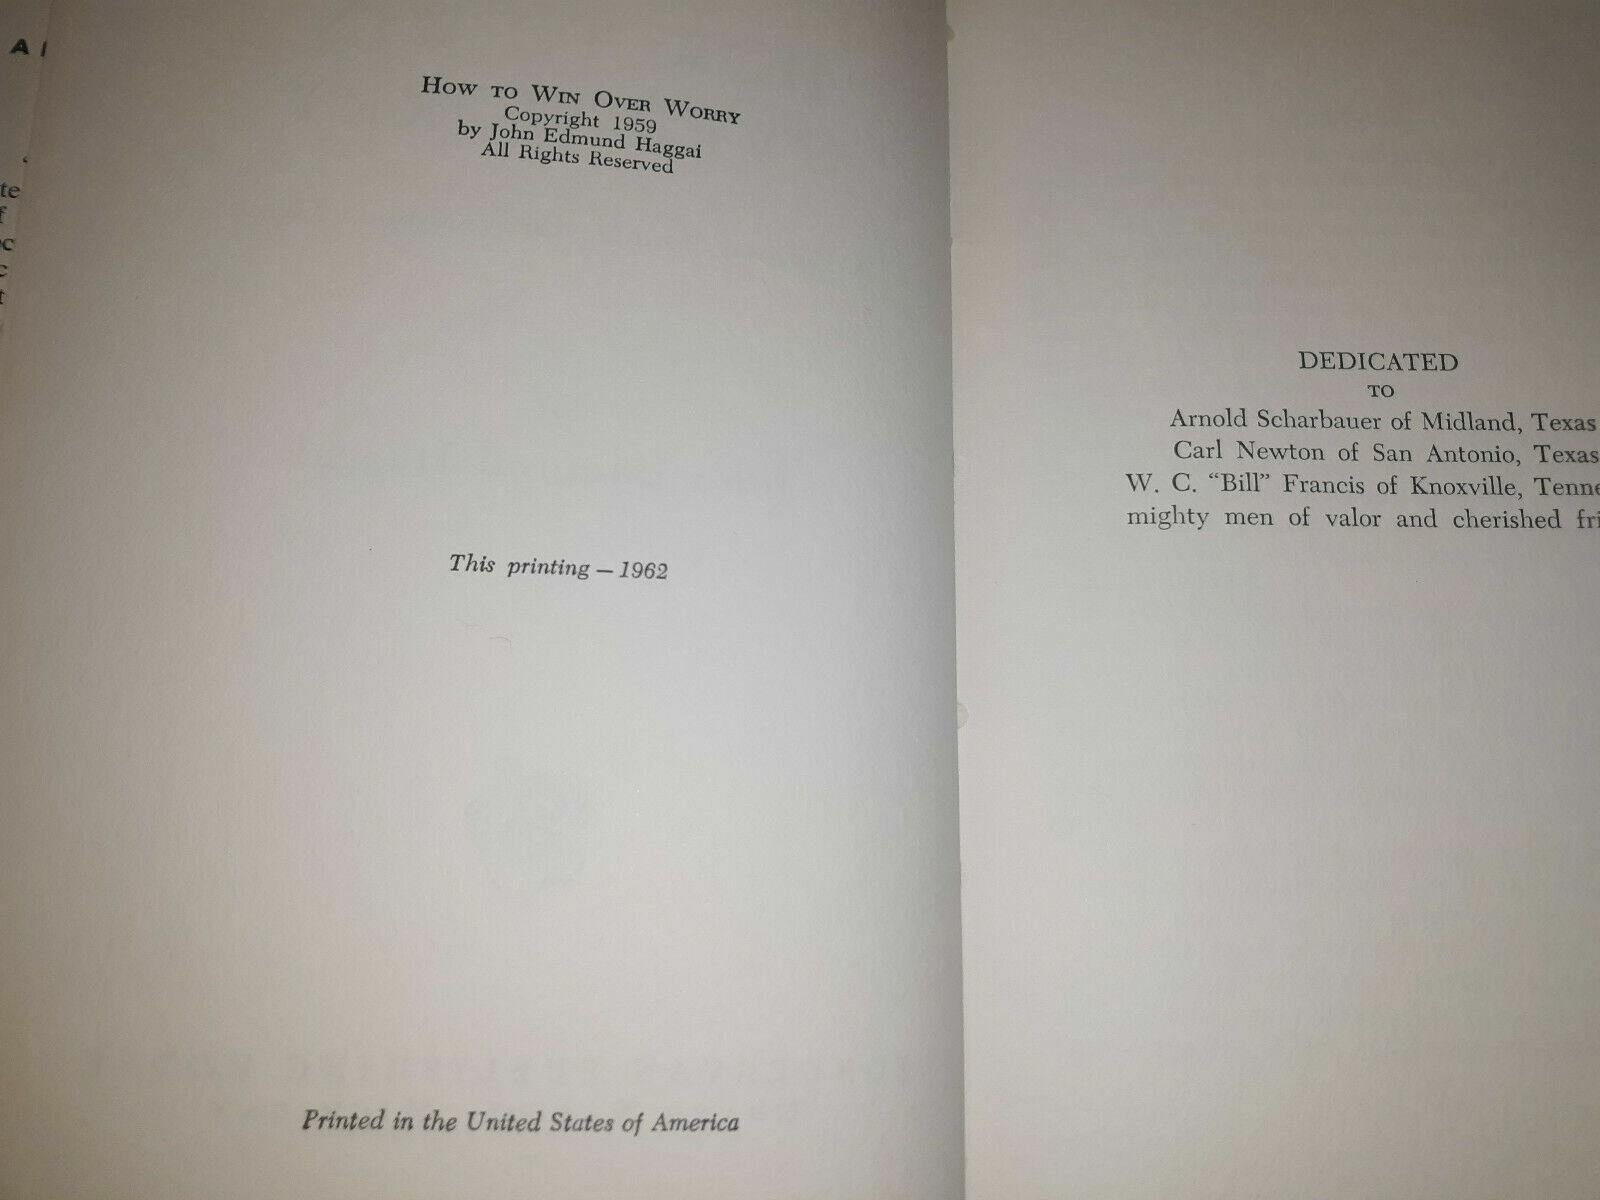 How to Win Over Worry
Copyright 1959
by John Edmund Haggai
All Rights Reserved
This printing — 1962
Printed in the United States of America
DEDICATED
TO
Arnold Scharbauer of Midland, Texas
Carl Newton of San Antonio, Texas
W. C. "Bill" Francis of Knoxville, Tenne
mighty men of valor and cherished fri